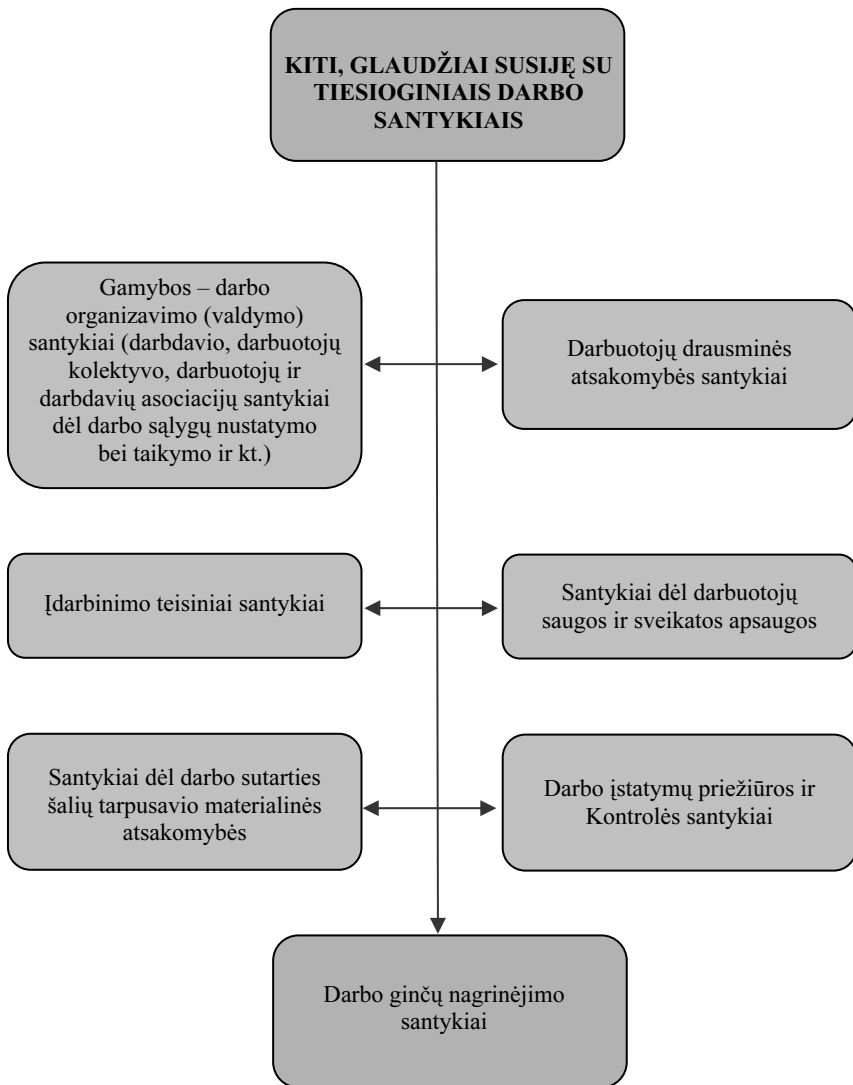 KITI, GLAUDŽIAI SUSIJĘ SU
TIESIOGINIAIS DARBO
SANTYKIAIS
Gamybos – darbo
organizavimo (valdymo)
santykiai (darbdavio, darbuotojų
kolektyvo, darbuotojų ir
darbdavių asociacijų santykiai
dėl darbo sąlygų nustatymo
bei taikymo ir kt.)
Darbuotojų drausminės
atsakomybės santykiai
Įdarbinimo teisiniai santykiai
Santykiai dėl darbuotojų
saugos ir sveikatos apsaugos
Santykiai dėl darbo sutarties
šalių tarpusavio materialinės
atsakomybės
Darbo įstatymų priežiūros ir
Kontrolės santykiai
Darbo ginčų nagrinėjimo
santykiai